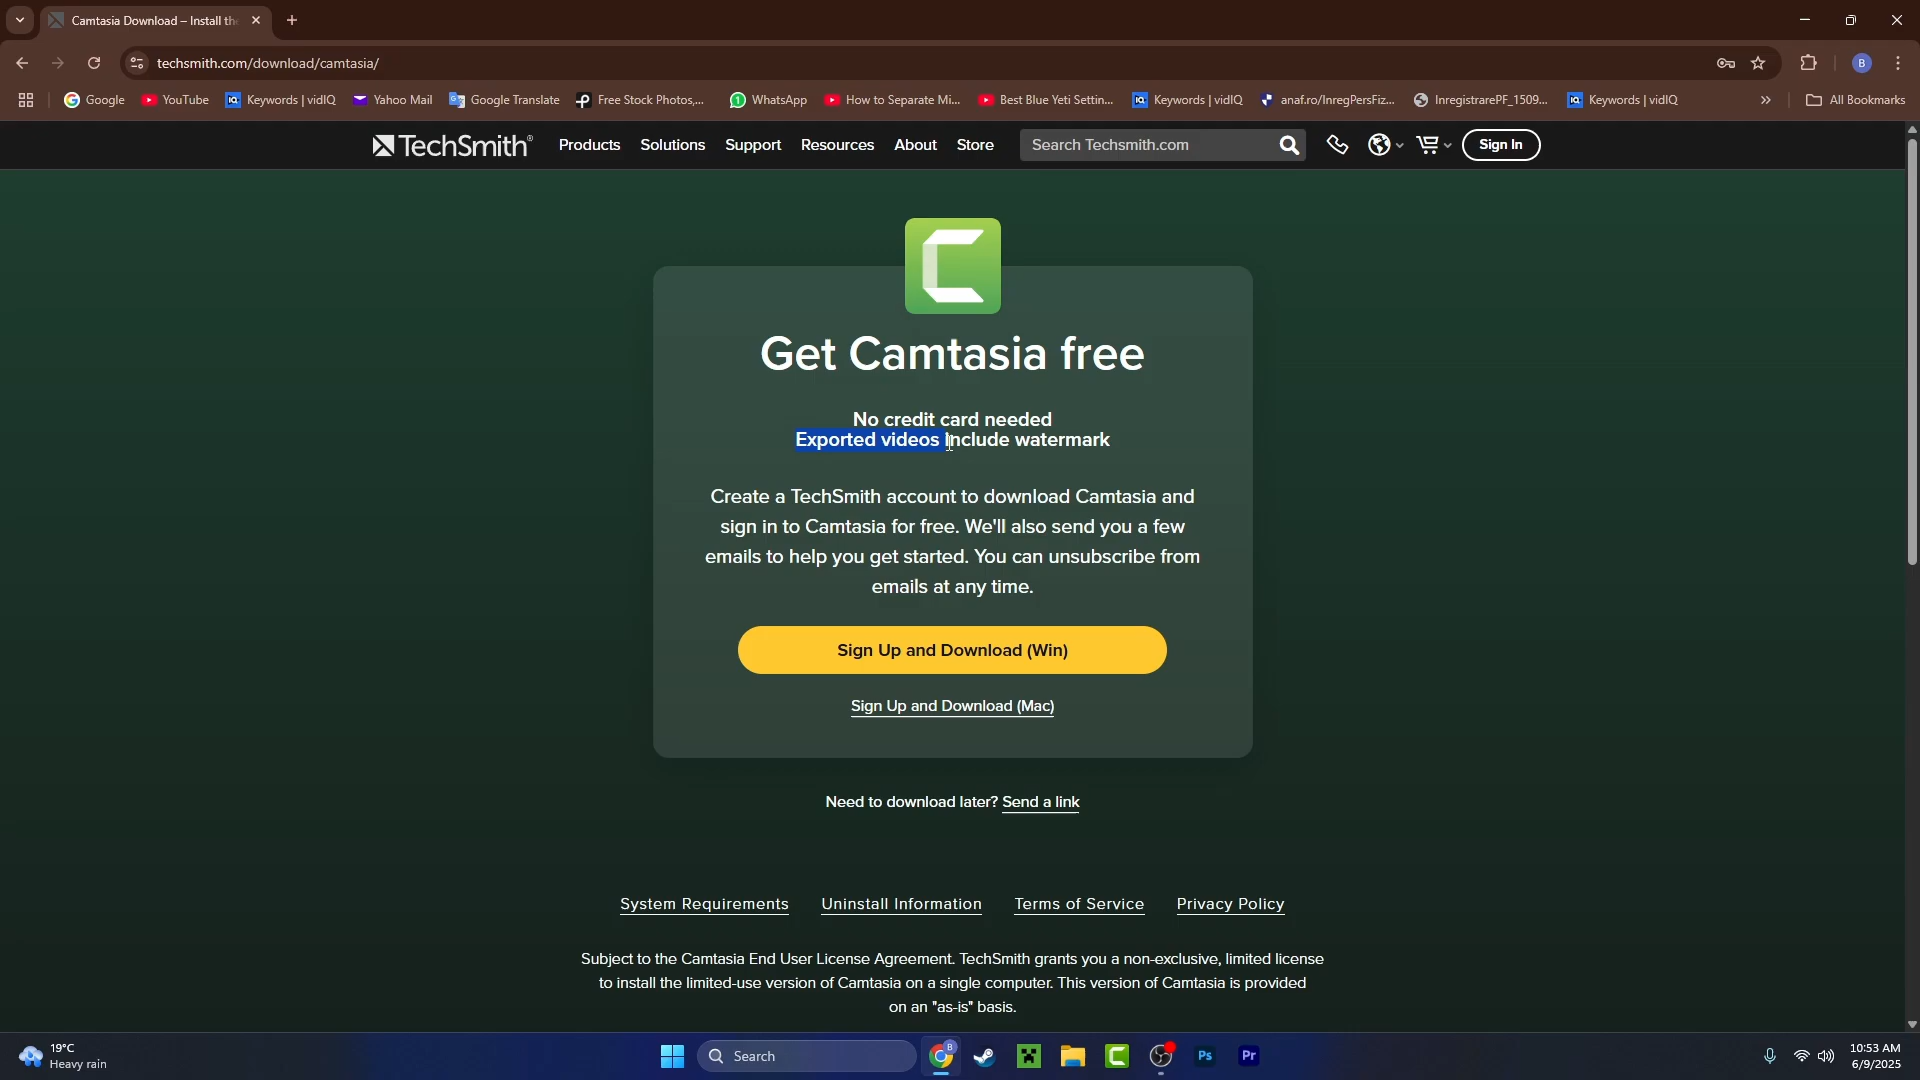 Camtasia Download – Install th
techsmith.com/download/camtasia/
B
Google
YouTube
Keywords | vidIQ
Yahoo Mail
Google Translate
Free Stock Photos,...
WhatsApp
How to Separate Mi...
Best Blue Yeti Settin...
Keywords | vidIQ
anaf.ro/InregPersFiz...
InregistrarePF_1509...
Keywords | vidIQ
All Bookmarks
TechSmith®
Products
Solutions
Support
Resources
About
Store
Search Techsmith.com
Sign In
Get Camtasia free
No credit card needed
Exported videos include watermark
Create a TechSmith account to download Camtasia and
sign in to Camtasia for free. We'll also send you a few
emails to help you get started. You can unsubscribe from
emails at any time.
Sign Up and Download (Win)
Sign Up and Download (Mac)
Need to download later? Send a link
System Requirements
Uninstall Information
Terms of Service
Privacy Policy
Subject to the Camtasia End User License Agreement. TechSmith grants you a non-exclusive, limited license
to install the limited-use version of Camtasia on a single computer. This version of Camtasia is provided
on an "as-is" basis.
19°C
Heavy rain
Search
B
Ps
Pr
10:53 AM
6/9/2025